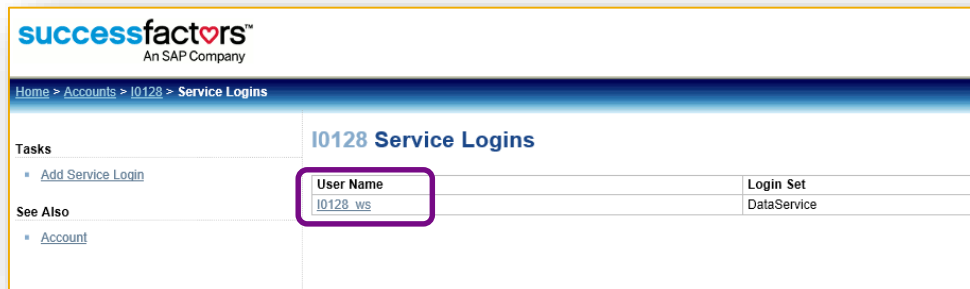 successfactors™
An SAP Company
Home > Accounts > I0128 > Service Logins
Tasks
Add Service Login
See Also
Account
I0128 Service Logins
User Name Login Set
I0128_ws DataService